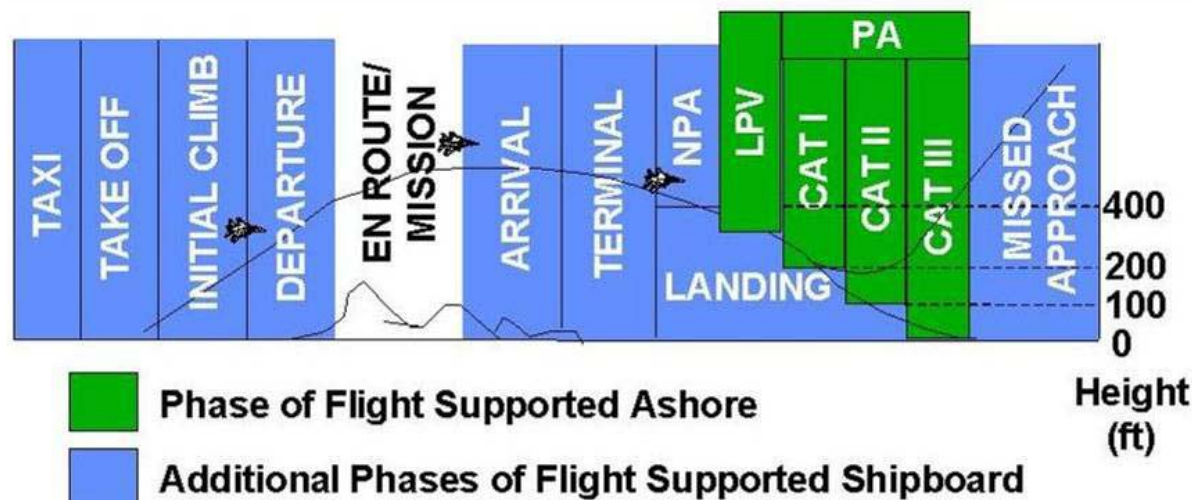 TAXI
TAKE OFF
INITIAL CLIMB
DEPARTURE
EN ROUTE/
MISSION
ARRIVAL
TERMINAL
NPA
LPV
PA
CAT I
CAT II
CAT III
MISSED
APPROACH
LANDING
400
200
100
0
Height
(ft)
Phase of Flight Supported Ashore
Additional Phases of Flight Supported Shipboard